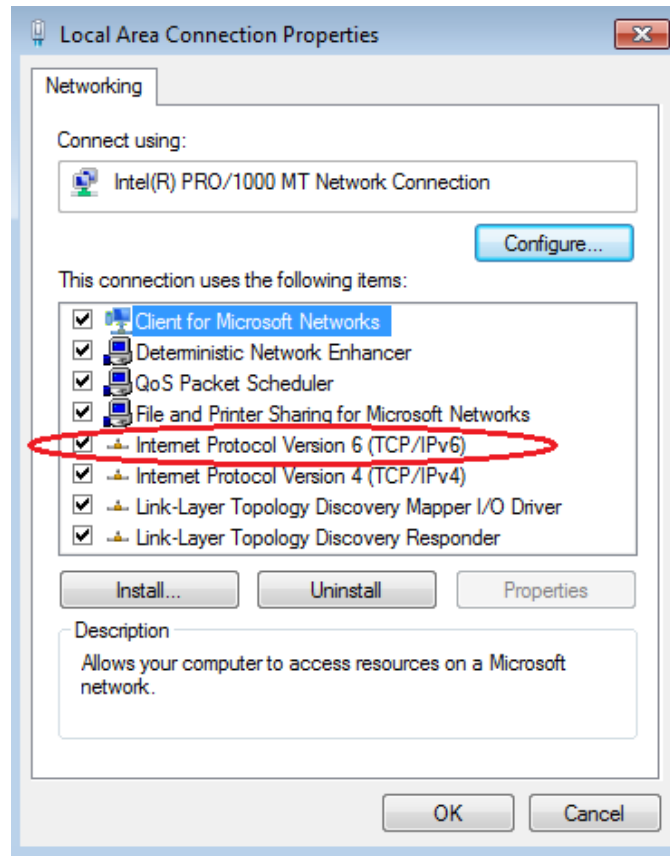 Local Area Connection Properties
Networking
Connect using:
Intel(R) PRO/1000 MT Network Connection
Configure...
This connection uses the following items:
Client for Microsoft Networks
Deterministic Network Enhancer
QoS Packet Scheduler
File and Printer Sharing for Microsoft Networks
Internet Protocol Version 6 (TCP/IPv6)
Internet Protocol Version 4 (TCP/IPv4)
Link-Layer Topology Discovery Mapper I/O Driver
Link-Layer Topology Discovery Responder
Install... Uninstall Properties
Description
Allows your computer to access resources on a Microsoft
network.
OK Cancel